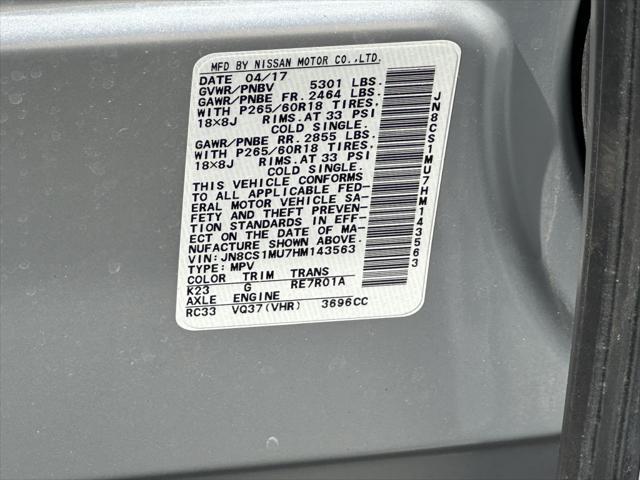 MFD BY NISSAN MOTOR CO.,LTD.
DATE 04/17
GVWR/PNBV 5301 LBS.
GAWR/PNBE FR. 2464 LBS.
WITH P265/60R18 TIRES,
18×8J RIMS.AT 33 PSI
COLD SINGLE.
GAWR/PNBE RR. 2855 LBS.
WITH P265/60R18 TIRES,
18×8J RIMS.AT 33 PSI
COLD SINGLE.
THIS VEHICLE CONFORMS
TO ALL APPLICABLE FED-
ERAL MOTOR VEHICLE SA-
FETY AND THEFT PREVEN-
TION STANDARDS IN EFF-
ECT ON THE DATE OF MA-
NUFACTURE SHOWN ABOVE.
VIN: JN8CS1MU7HM143563
TYPE: MPV
COLOR TRIM TRANS
K23 G RE7R01A
AXLE ENGINE
RC33 VQ37(VHR) 3696CC
JN8CS1MU7HM143563